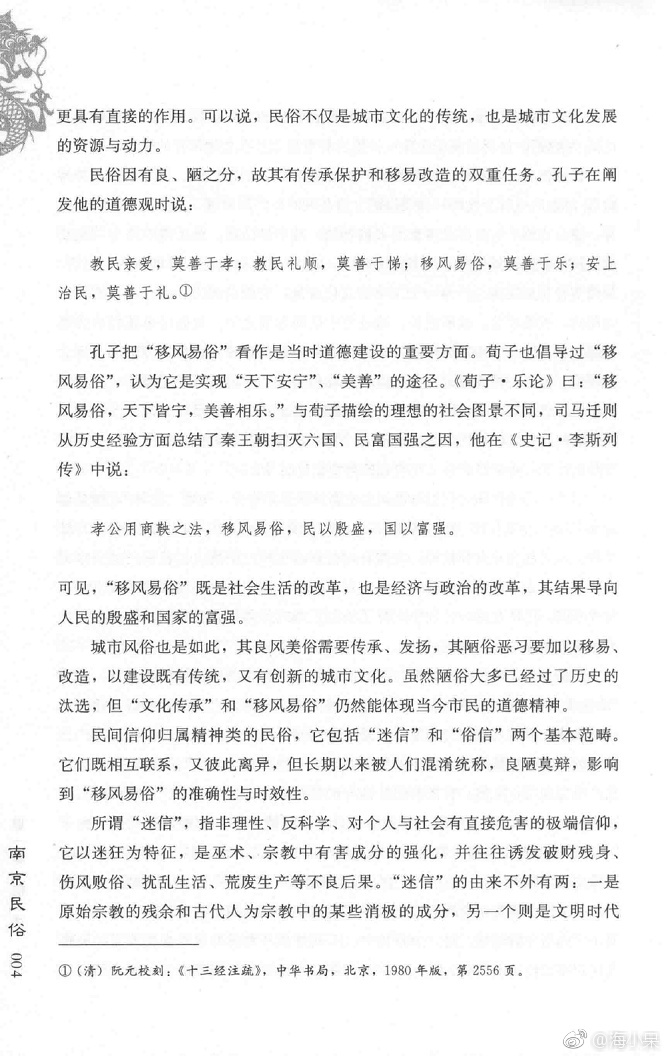 更具有直接的作用。可以说，民俗不仅是城市文化的传统，也是城市文化发展
的资源与动力。
民俗因有良、陋之分，故其有传承保护和移易改造的双重任务。孔子在阐
发他的道德观时说：
教民亲爱，莫善于孝；教民礼顺，莫善于悌；移风易俗，莫善于乐；安上
治民，莫善于礼。①
孔子把“移风易俗”看作是当时道德建设的重要方面。荀子也倡导过“移
风易俗”，认为它是实现“天下安宁”、“美善”的途径。《荀子·乐论》曰：“移
风易俗，天下皆宁，美善相乐。”与荀子描绘的理想的社会图景不同，司马迁则
从历史经验方面总结了秦王朝扫灭六国、民富国强之因，他在《史记·李斯列
传》中说：
孝公用商鞅之法，移风易俗，民以殷盛，国以富强。
可见，“移风易俗”既是社会生活的改革，也是经济与政治的改革，其结果导向
人民的殷盛和国家的富强。
城市风俗也是如此，其良风美俗需要传承、发扬，其陋俗恶习要加以移易、
改造，以建设既有传统，又有创新的城市文化。虽然陋俗大多已经过了历史的
汰选，但“文化传承”和“移风易俗”仍然能体现当今市民的道德精神。
民间信仰归属精神类的民俗，它包括“迷信”和“俗信”两个基本范畴。
它们既相互联系，又彼此离异，但长期以来被人们混淆统称，良陋莫辩，影响
到“移风易俗”的准确性与时效性。
所谓“迷信”，指非理性、反科学、对个人与社会有直接危害的极端信仰，
它以迷狂为特征，是巫术、宗教中有害成分的强化，并往往诱发破财残身、
伤风败俗、扰乱生活、荒废生产等不良后果。“迷信”的由来不外有两：一是
原始宗教的残余和古代人为宗教中的某些消极的成分，另一个则是文明时代
南京民俗 004
①（清）阮元校刻：《十三经注疏》，中华书局，北京，1980年版，第2556页。
@海小枼